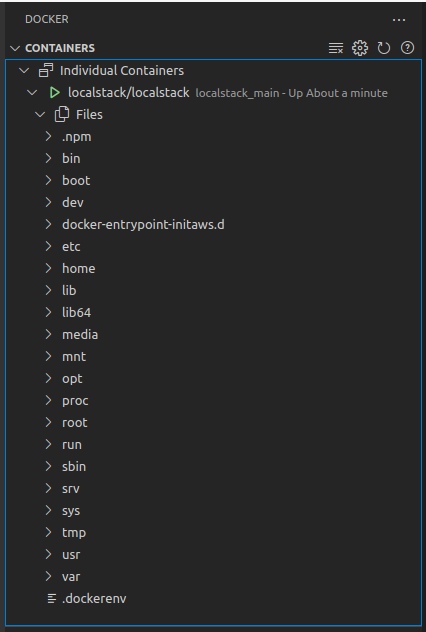 DOCKER
CONTAINERS
Individual Containers
localstack/localstack localstack_main - Up About a minute
Files
.npm
bin
boot
dev
docker-entrypoint-initaws.d
etc
home
lib
lib64
media
mnt
opt
proc
root
run
sbin
srv
sys
tmp
usr
var
.dockerenv